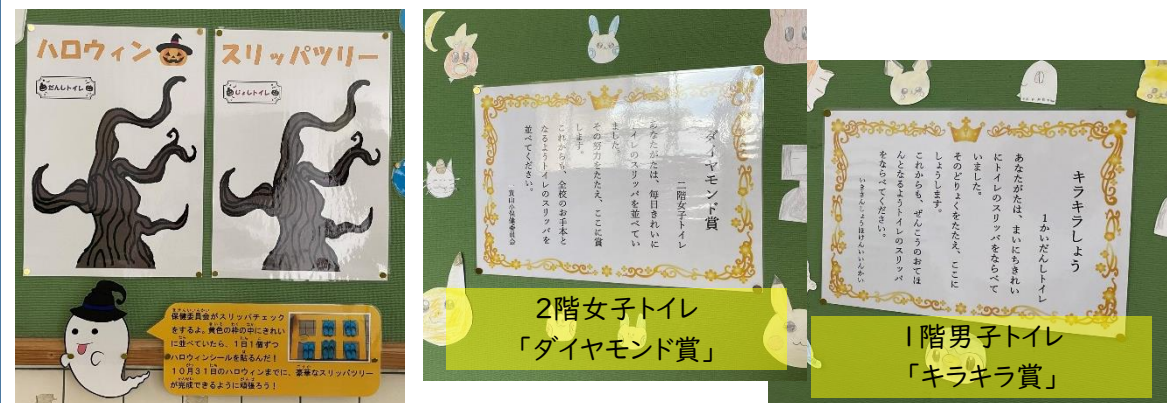 ハロウィン
だんしトイレ
スリッパツリー
じょしトイレ
保健委員会がスリッパチェック
をするよ。黄色の枠の中にきれい
に並べていたら、1日1個ずつ
ハロウィンシールを貼るんだ！
10月31日のハロウィンまでに、豪華なスリッパツリー
が完成できるように頑張ろう！
ダイヤモンド賞
二階女子トイレ
あなたがたは、毎日きれいに
トイレのスリッパを並べてい
ました。
その努力をたたえ、ここに賞
します。
これからも、全校のお手本と
なるようトイレのスリッパを
並べてください。
保健委員会
2階女子トイレ
「ダイヤモンド賞」
キラキラしょう
1かいだんしトイレ
あなたがたは、まいにちきれい
にトイレのスリッパをならべて
いました。
そのどりょくをたたえ、ここに
しょうします。
これからも、ぜんこうのおてほ
んとなるようトイレのスリッパ
をならべてください。
いきさんしょうほけんいいんかい
1階男子トイレ
「キラキラ賞」